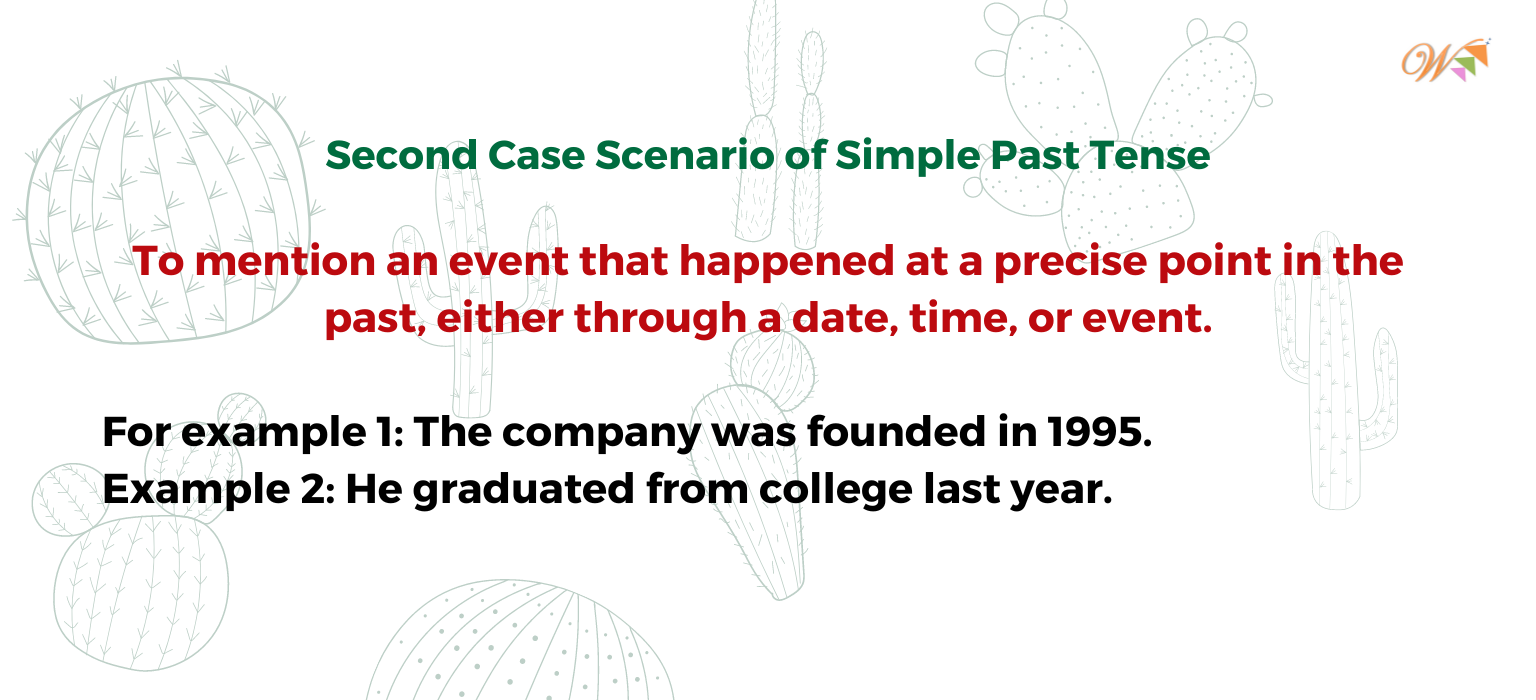 W
Second Case Scenario of Simple Past Tense
To mention an event that happened at a precise point in the
past, either through a date, time, or event.
For example 1: The company was founded in 1995.
Example 2: He graduated from college last year.